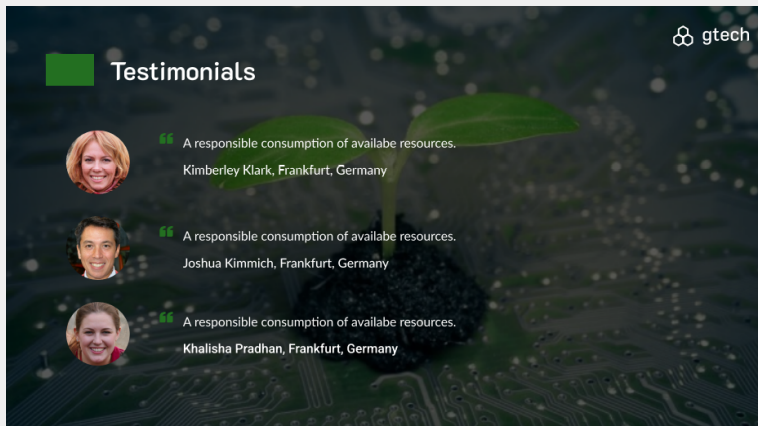 gtech
Testimonials
A responsible consumption of availabe resources.
Kimberley Klark, Frankfurt, Germany
A responsible consumption of availabe resources.
Joshua Kimmich, Frankfurt, Germany
A responsible consumption of availabe resources.
Khalisha Pradhan, Frankfurt, Germany